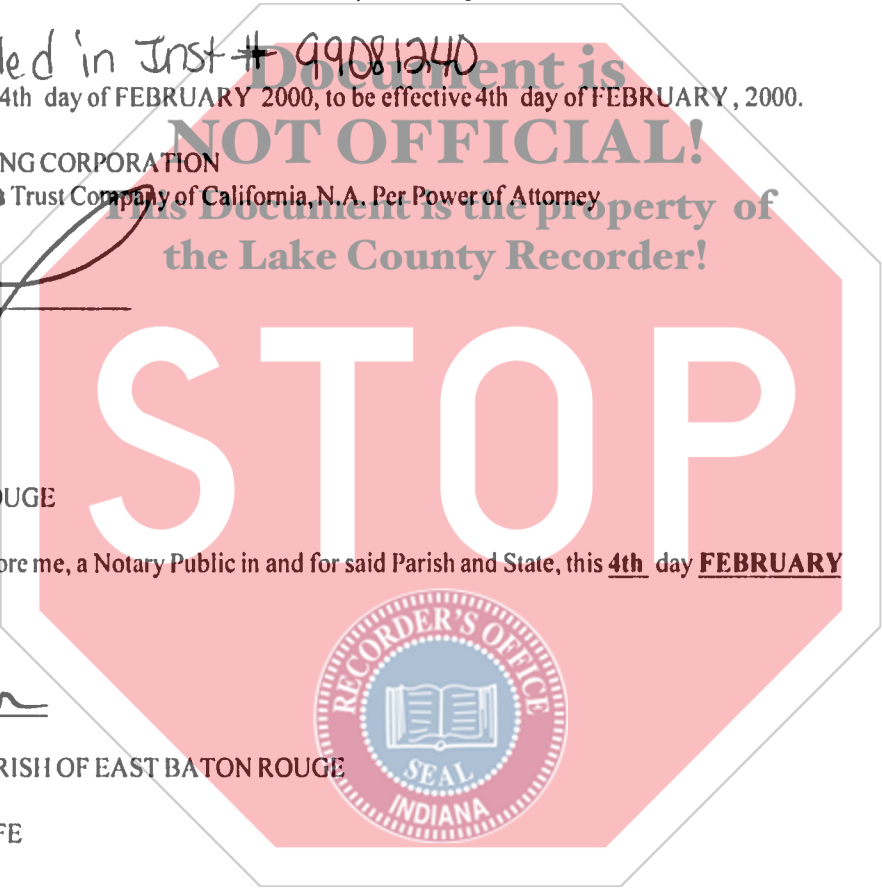 led in Inst # 99081240
Document is
4th day of FEBRUARY 2000, to be effective 4th day of FEBRUARY, 2000.
NOT OFFICIAL!
NG CORPORATION
Trust Company of California, N.A. Per Power of Attorney
This Document is the property of
the Lake County Recorder!
STOP
OUGE
ore me, a Notary Public in and for said Parish and State, this 4th day FEBRUARY
RECORDER'S OFFICE
SEAL
INDIANA
RISH OF EAST BATON ROUGE
FE